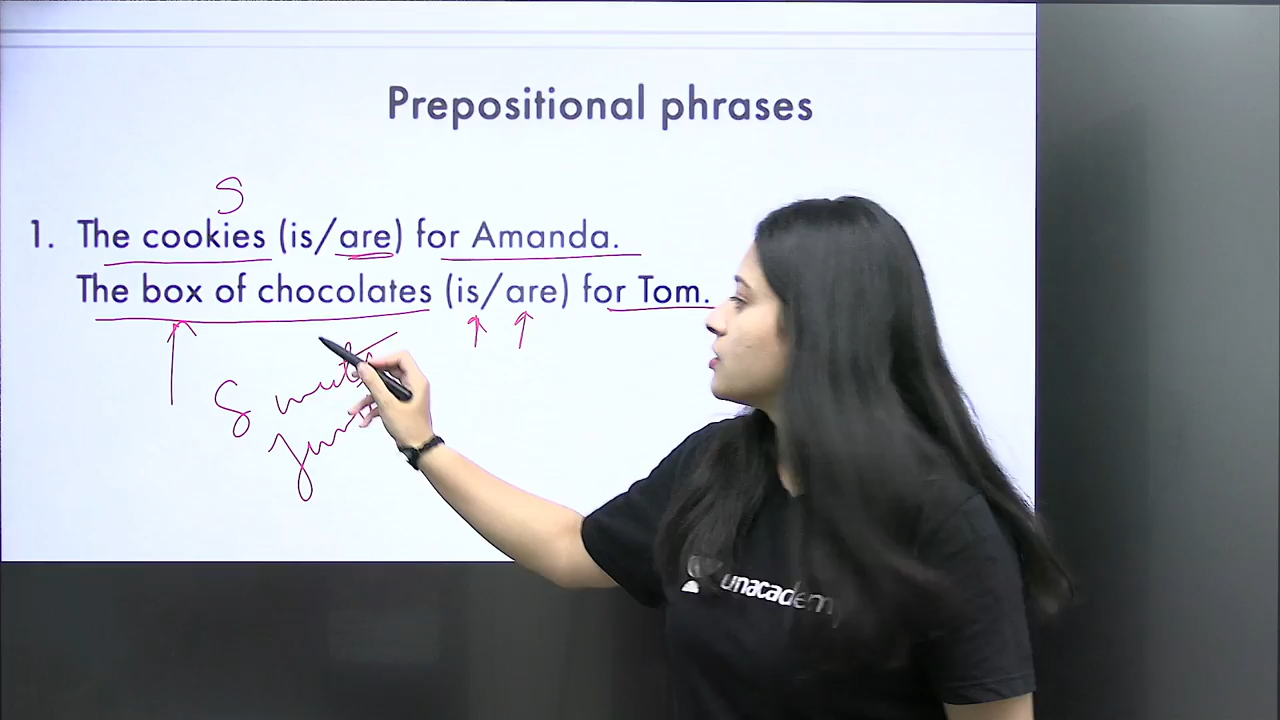 Prepositional phrases
S
1. The cookies (is/are) for Amanda.
The box of chocolates (is/are) for Tom.
S
unacademy